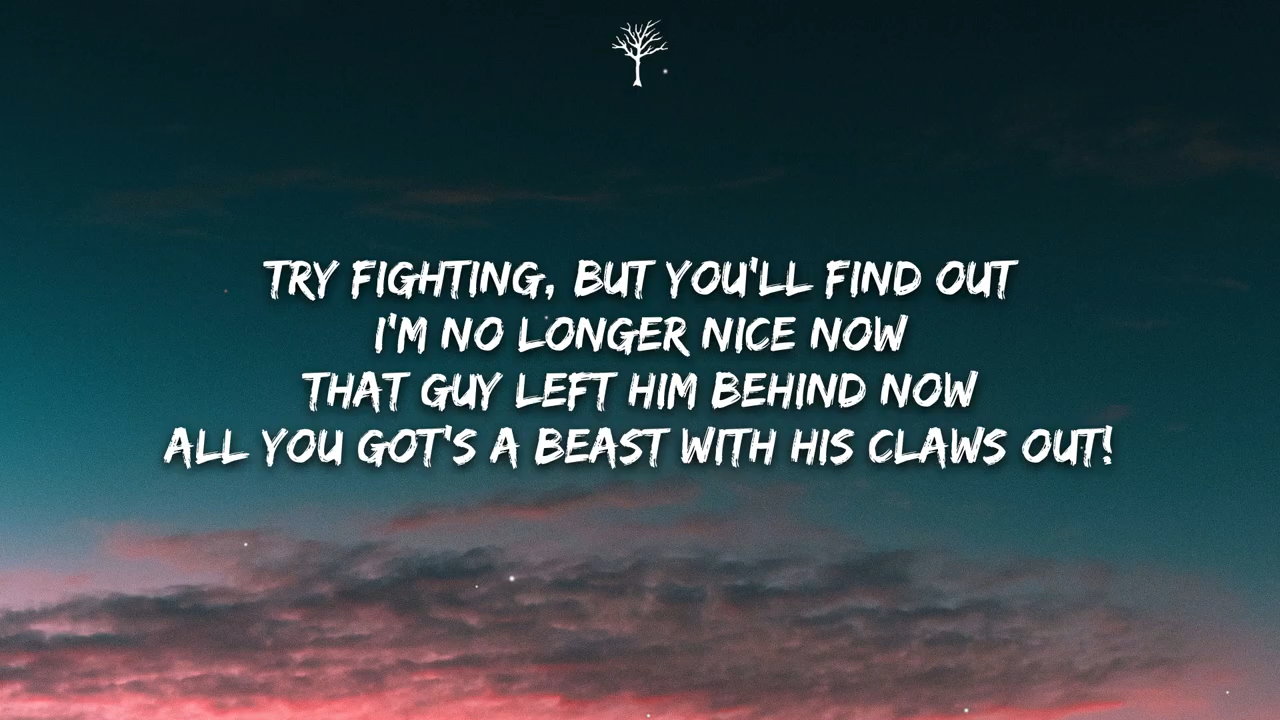 TRY FIGHTING, BUT YOU'LL FIND OUT
I'M NO LONGER NICE NOW
THAT GUY LEFT HIM BEHIND NOW
ALL YOU GOT'S A BEAST WITH HIS CLAWS OUT!